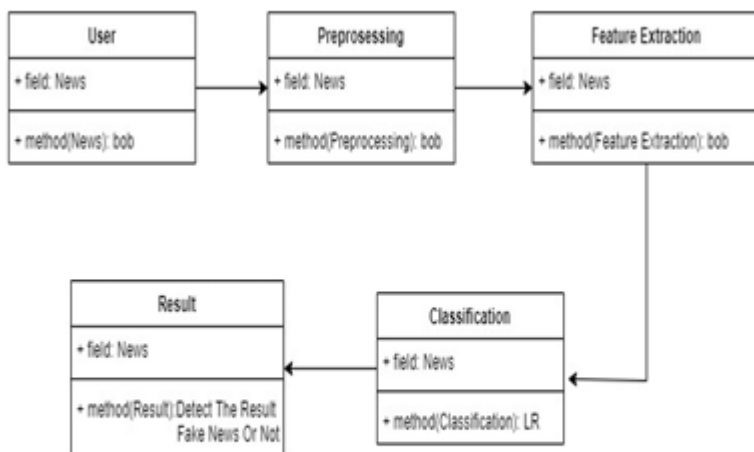 User
+ field: News
+ method(News): bob
Preprosessing
+ field: News
+ method(Preprocessing): bob
Feature Extraction
+ field: News
+ method(Feature Extraction): bob
Classification
+ field: News
+ method(Classification): LR
Result
+ field: News
+ method(Result):Detect The Result
Fake News Or Not